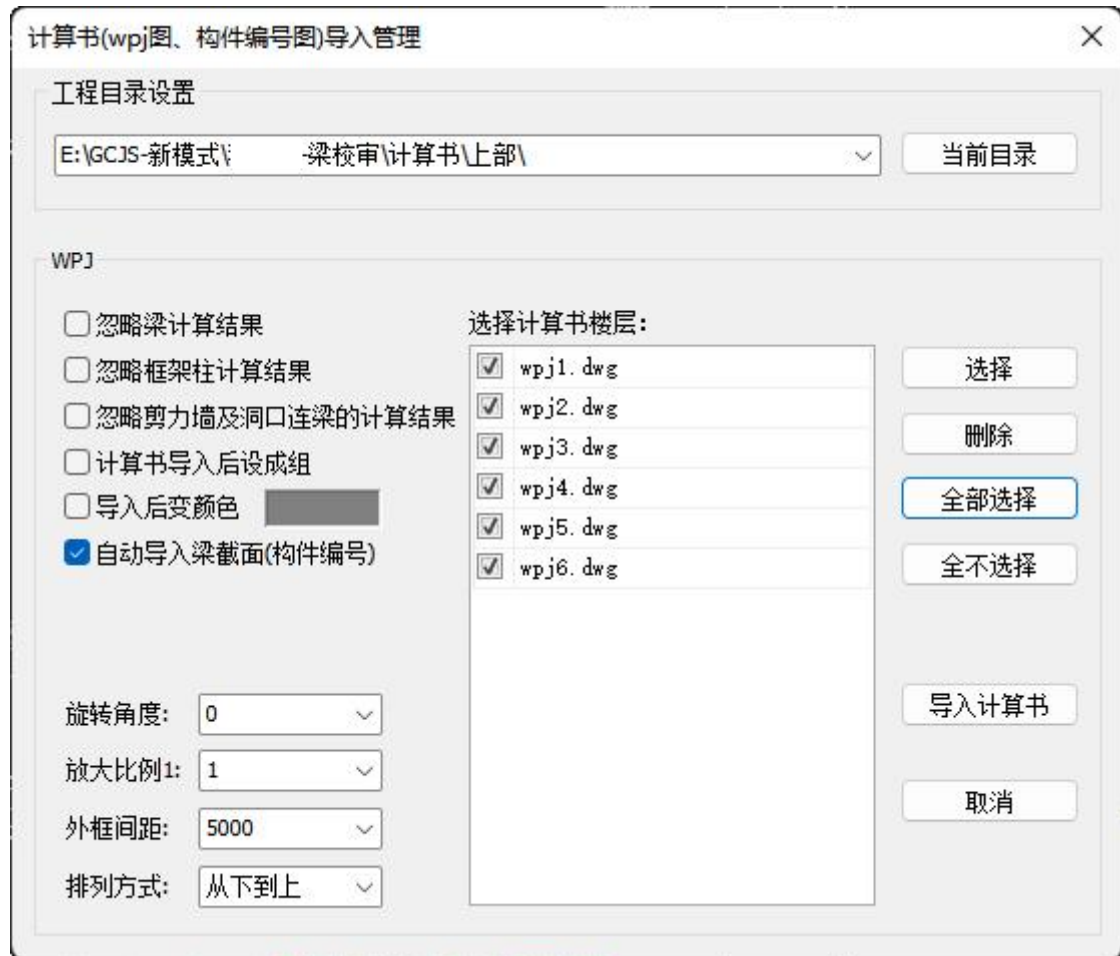 计算书(wpj图、构件编号图)导入管理
工程目录设置
E:\GCJS-新模式\ -梁校审\计算书\上部\
当前目录
WPJ
忽略梁计算结果
忽略框架柱计算结果
忽略剪力墙及洞口连梁的计算结果
计算书导入后设成组
导入后变颜色
自动导入梁截面(构件编号)
旋转角度: 0
放大比例1: 1
外框间距: 5000
排列方式: 从下到上
选择计算书楼层:
wpj1.dwg
wpj2.dwg
wpj3.dwg
wpj4.dwg
wpj5.dwg
wpj6.dwg
选择
删除
全部选择
全不选择
导入计算书
取消